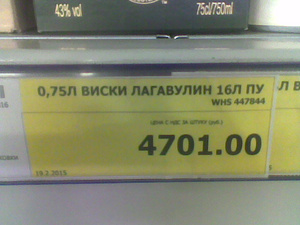 43% vol
75cl/750ml
0,75Л ВИСКИ ЛАГАВУЛИН 16Л ПУ
WHS 447844
ЦЕНА С НДС ЗА ШТУКУ (руб.)
4701.00
19.2.2015